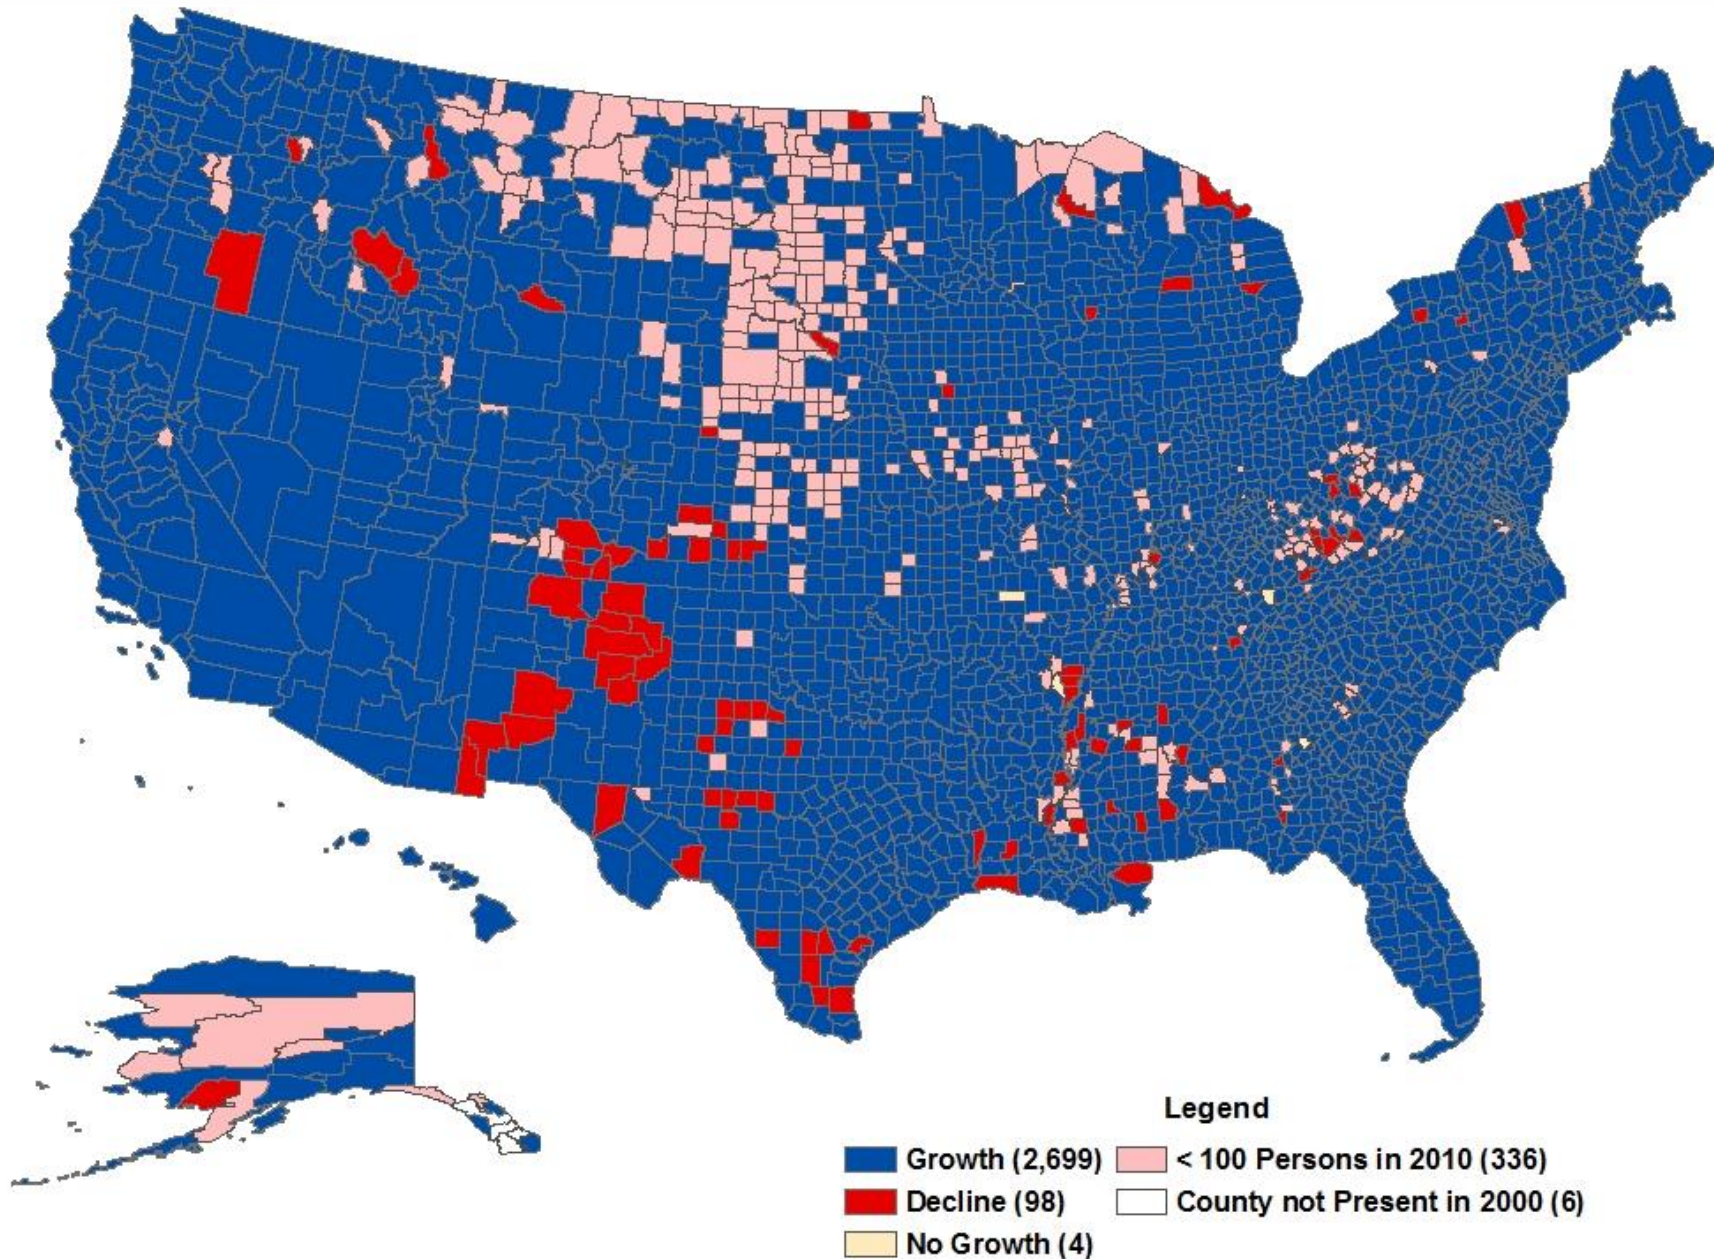 Legend
Growth (2,699)
< 100 Persons in 2010 (336)
Decline (98)
County not Present in 2000 (6)
No Growth (4)